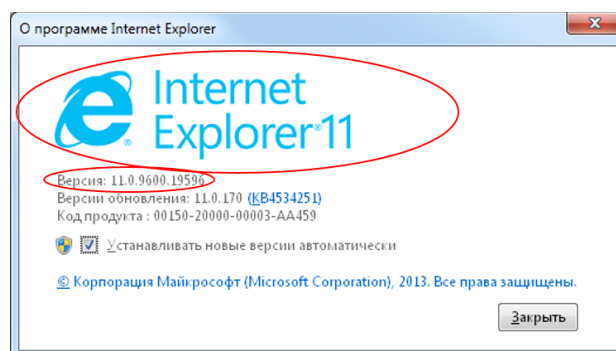 О программе Internet Explorer
Internet
Explorer®11
Версия: 11.0.9600.19596
Версии обновления: 11.0.170 (KB4534251)
Код продукта : 00150-20000-00003-AA459
Устанавливать новые версии автоматически
© Корпорация Майкрософт (Microsoft Corporation), 2013. Все права защищены.
Закрыть